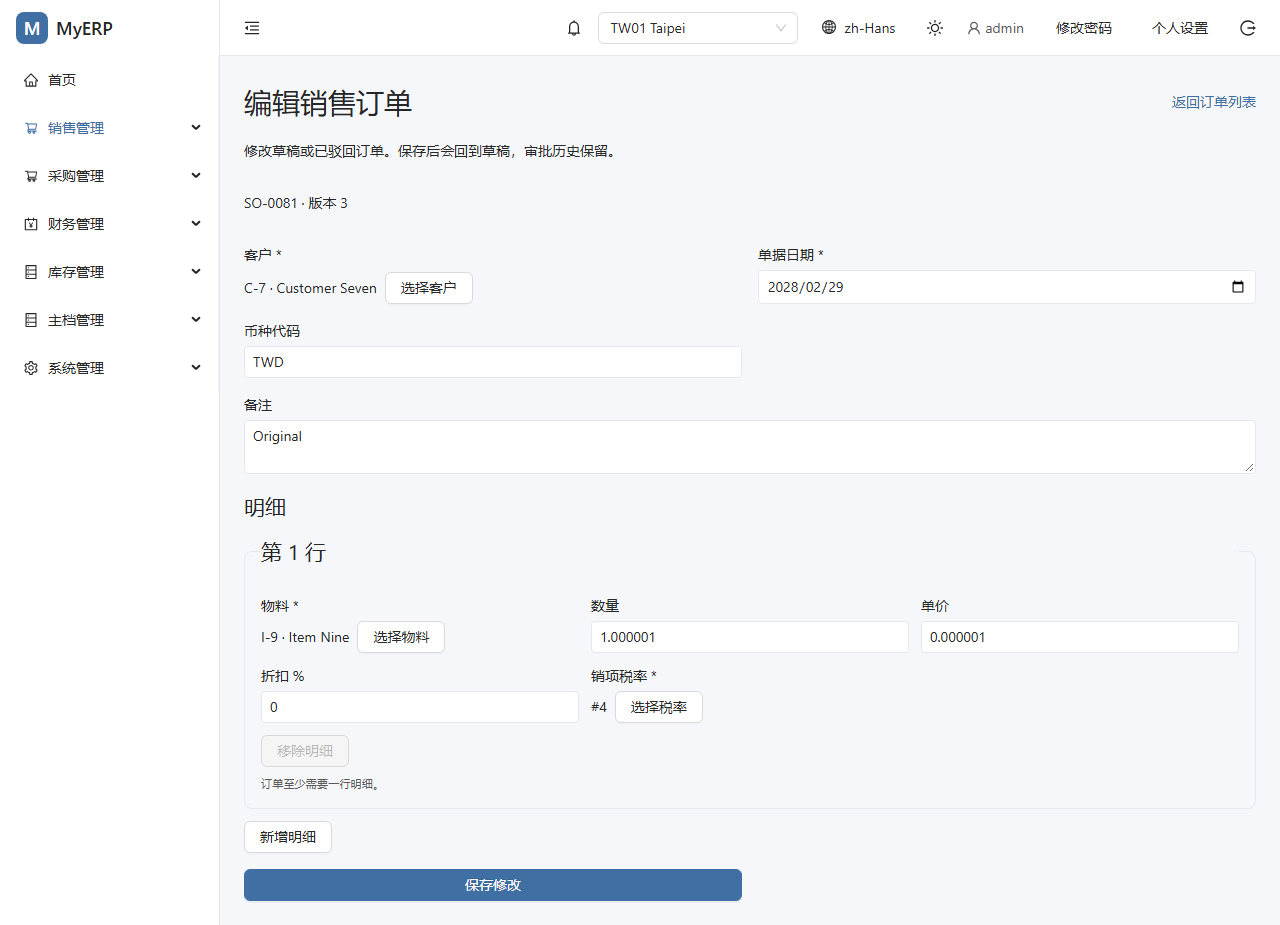 M MyERP
TW01 Taipei
zh-Hans
admin
修改密码
个人设置
首页
销售管理
采购管理
财务管理
库存管理
主档管理
系统管理
编辑销售订单
返回订单列表
修改草稿或已驳回订单。保存后会回到草稿，审批历史保留。
SO-0081 · 版本 3
客户 *
单据日期 *
C-7 · Customer Seven
选择客户
2028/02/29
币种代码
TWD
备注
Original
明细
第 1 行
物料 *
数量
单价
I-9 · Item Nine
选择物料
1.000001
0.000001
折扣 %
销项税率 *
0
#4
选择税率
移除明细
订单至少需要一行明细。
新增明细
保存修改